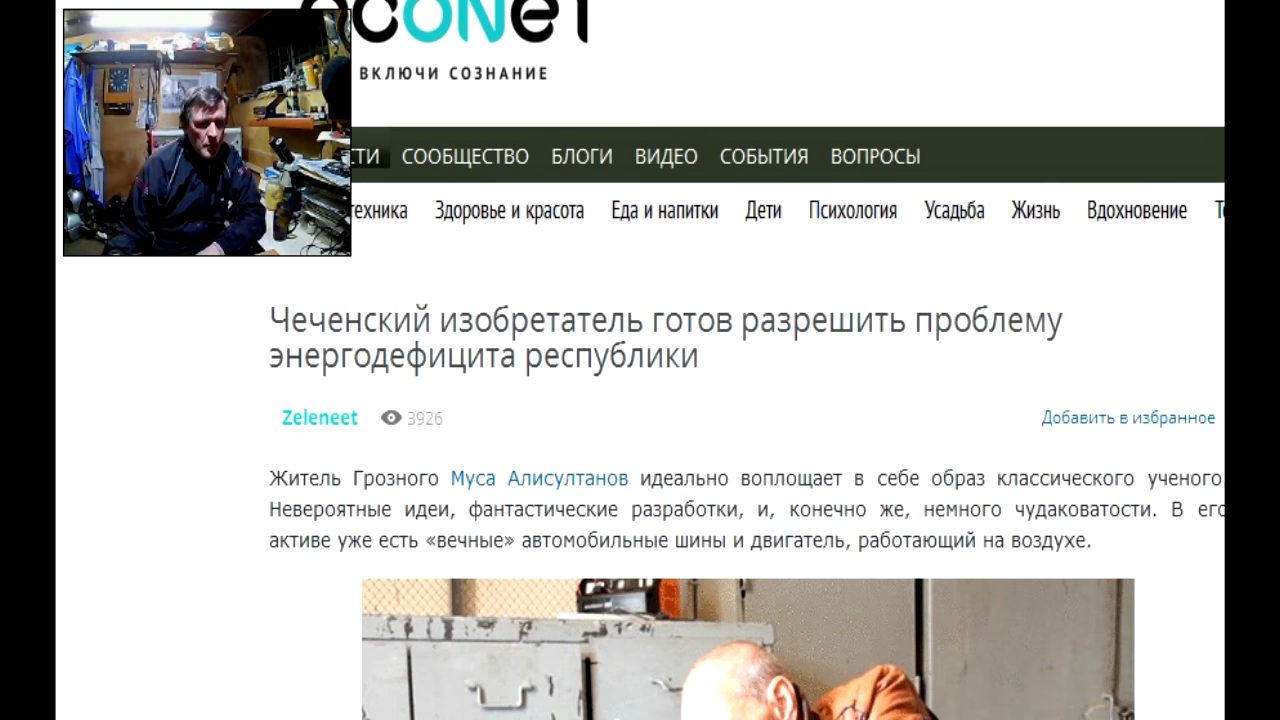 econet
ВКЛЮЧИ СОЗНАНИЕ
СТИ СООБЩЕСТВО БЛОГИ ВИДЕО СОБЫТИЯ ВОПРОСЫ
техника Здоровье и красота Еда и напитки Дети Психология Усадьба Жизнь Вдохновение
Чеченский изобретатель готов разрешить проблему
энергодефицита республики
Zeleneet 3926 Добавить в избранное
Житель Грозного Муса Алисултанов идеально воплощает в себе образ классического ученого
Невероятные идеи, фантастические разработки, и, конечно же, немного чудаковатости. В его
активе уже есть «вечные» автомобильные шины и двигатель, работающий на воздухе.